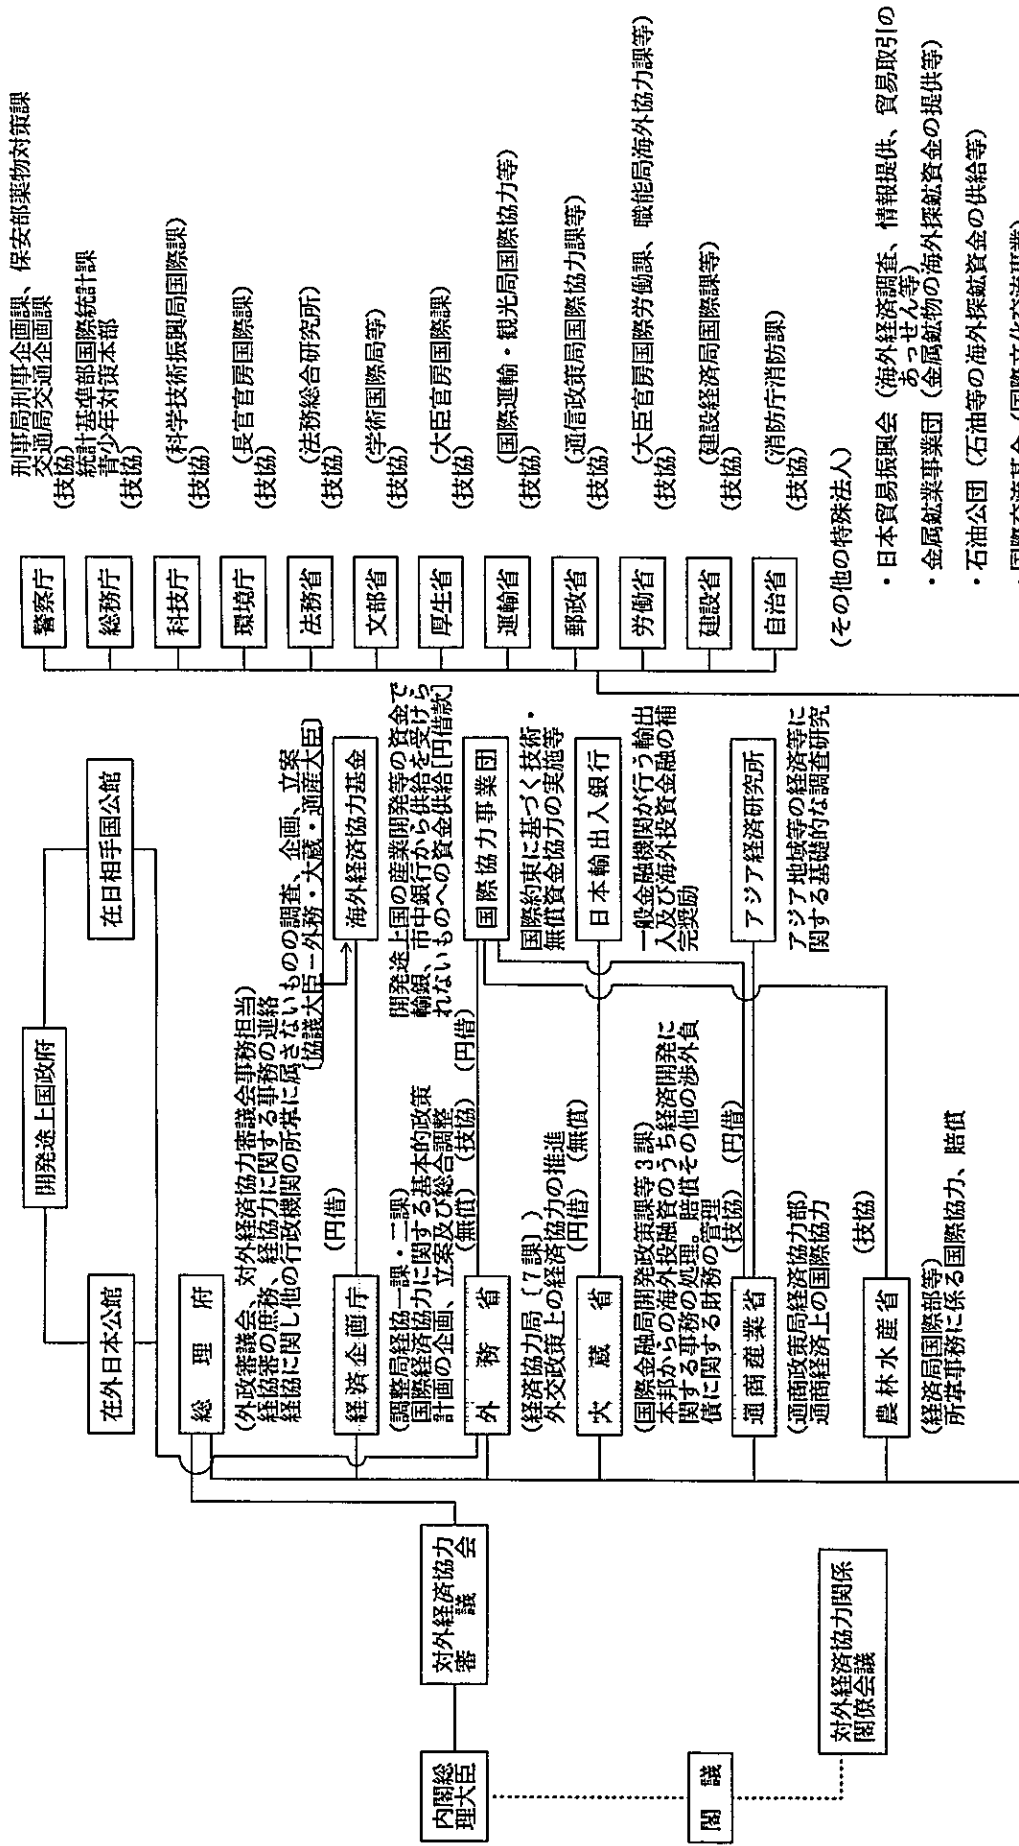 開発途上国政府
在外日本公館
在日相手国公館
内閣総
理大臣
対外経済協力
審議会
閣議
対外経済協力関係
閣僚会議
総理府
(外政審議会、対外経済協力審議会事務担当)
経協審の庶務、経協力に関する事務の連絡
経協に関し他の行政機関の所掌に属さないものの調査、企画、立案
〔協議大臣−外務・大蔵・通産大臣〕
経済企画庁
(円借)
海外経済協力基金
(調整局経協一課・二課)
国際経済協力に関する基本的政策
計画の企画、立案及び総合調整
開発途上国の産業開発等の資金で
輸銀、市中銀行から供給を受けら
れないものへの資金供給[円借款]
外務省
(無償) (技協) (円借)
国際協力事業団
(経済協力局〔7課〕)
外交政策上の経済協力の推進
国際約束に基づく技術・
無償資金協力の実施等
大蔵省
(円借) (無償)
日本輸出入銀行
(国際金融局開発政策課等3課)
本邦からの海外投融資のうち経済開発に
関する事務の処理。賠償その他の渉外負
債に関する財務の管理
一般金融機関が行う輸出
入及び海外投資金融の補
完奨励
通商産業省
(技協) (円借)
アジア経済研究所
(通商政策局経済協力部)
通商経済上の国際協力
アジア地域等の経済等に
関する基礎的な調査研究
農林水産省
(技協)
(経済局国際部等)
所掌事務に係る国際協力、賠償
警察庁
刑事局刑事企画課、保安部薬物対策課
交通局交通企画課
(技協)
総務庁
統計基準部国際統計課
青少年対策本部
(技協)
科技庁
(科学技術振興局国際課)
(技協)
環境庁
(長官官房国際課)
(技協)
法務省
(法務総合研究所)
(技協)
文部省
(学術国際局等)
(技協)
厚生省
(大臣官房国際課)
(技協)
運輸省
(国際運輸・観光局国際協力等)
(技協)
郵政省
(通信政策局国際協力課等)
(技協)
労働省
(大臣官房国際労働課、職能局海外協力課等)
(技協)
建設省
(建設経済局国際課等)
(技協)
自治省
(消防庁消防課)
(技協)
(その他の特殊法人)
・日本貿易振興会(海外経済調査、情報提供、貿易取引の
あっせん等)
・金属鉱業事業団(金属鉱物の海外探鉱資金の提供等)
・石油公団(石油等の海外探鉱資金の供給等)
・国際交流基金(国際文化交流事業)